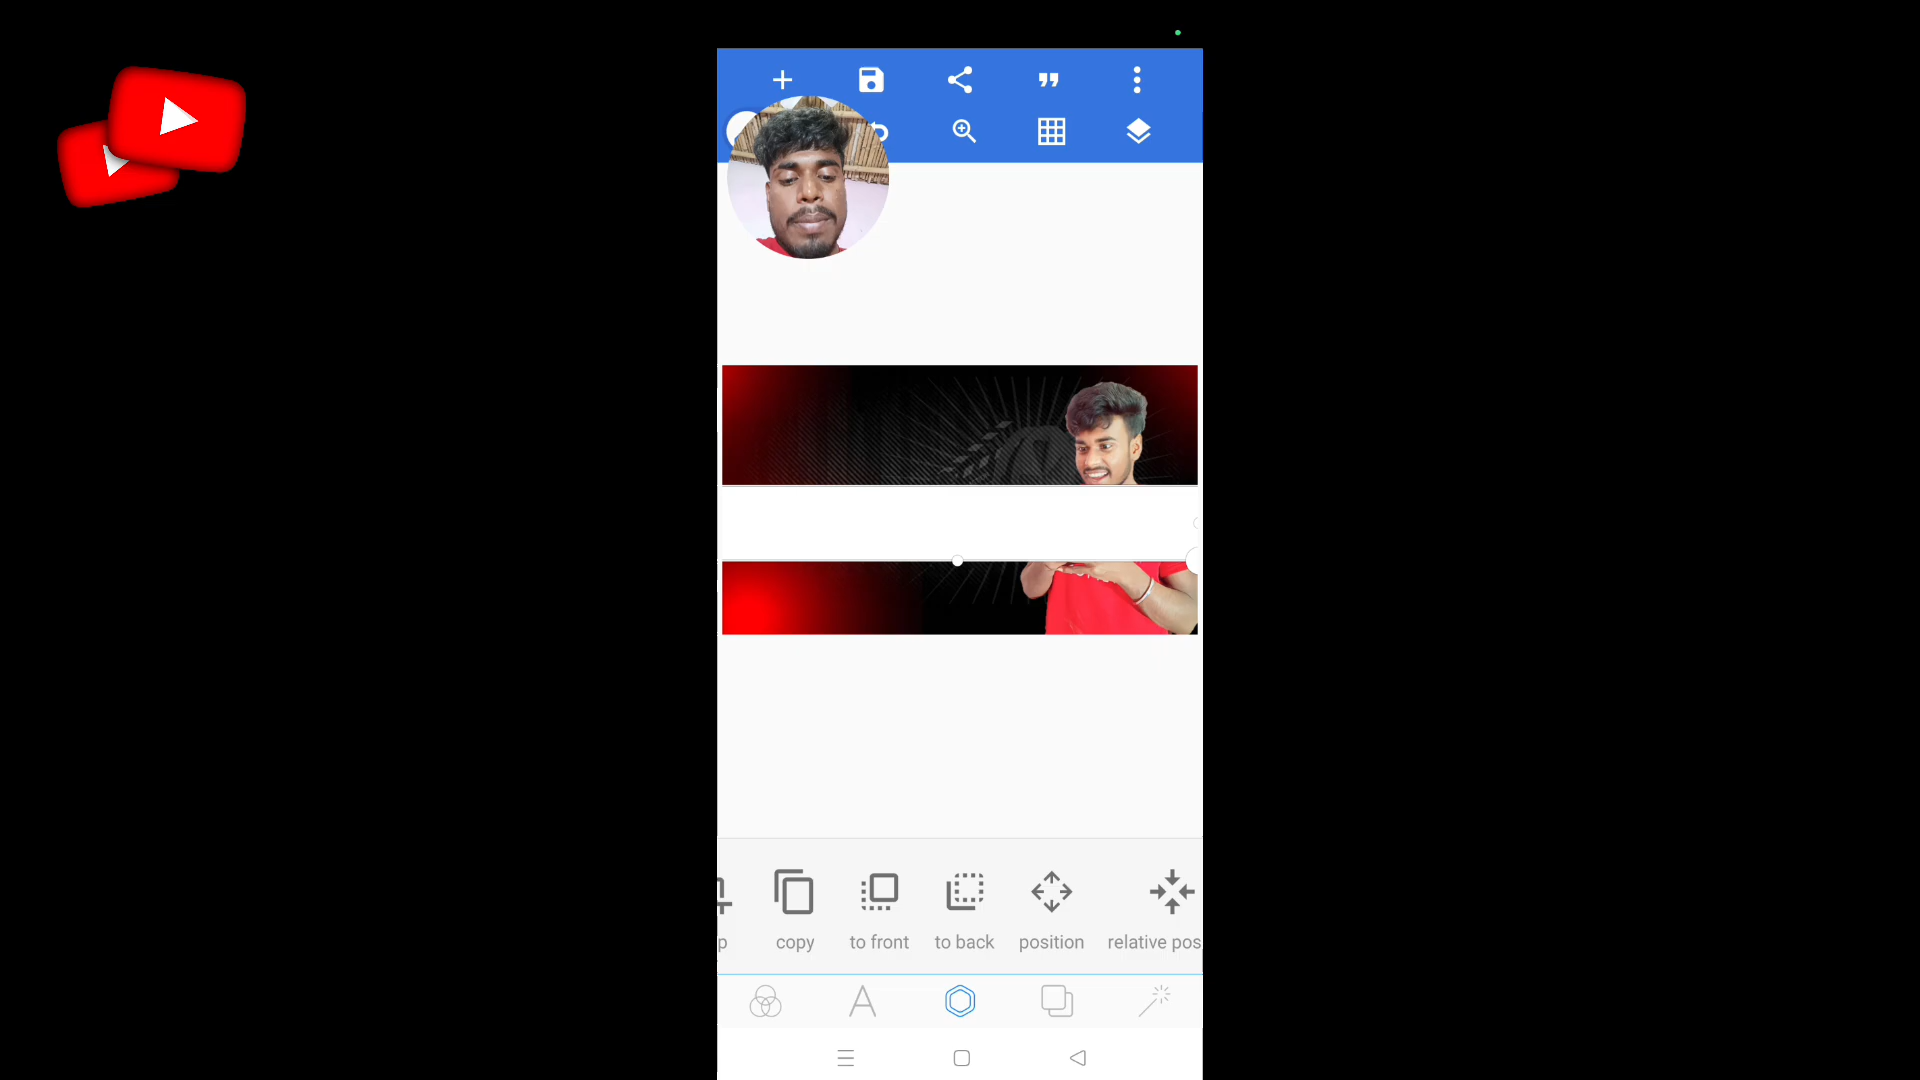 p
copy
to front
to back
position
relative pos